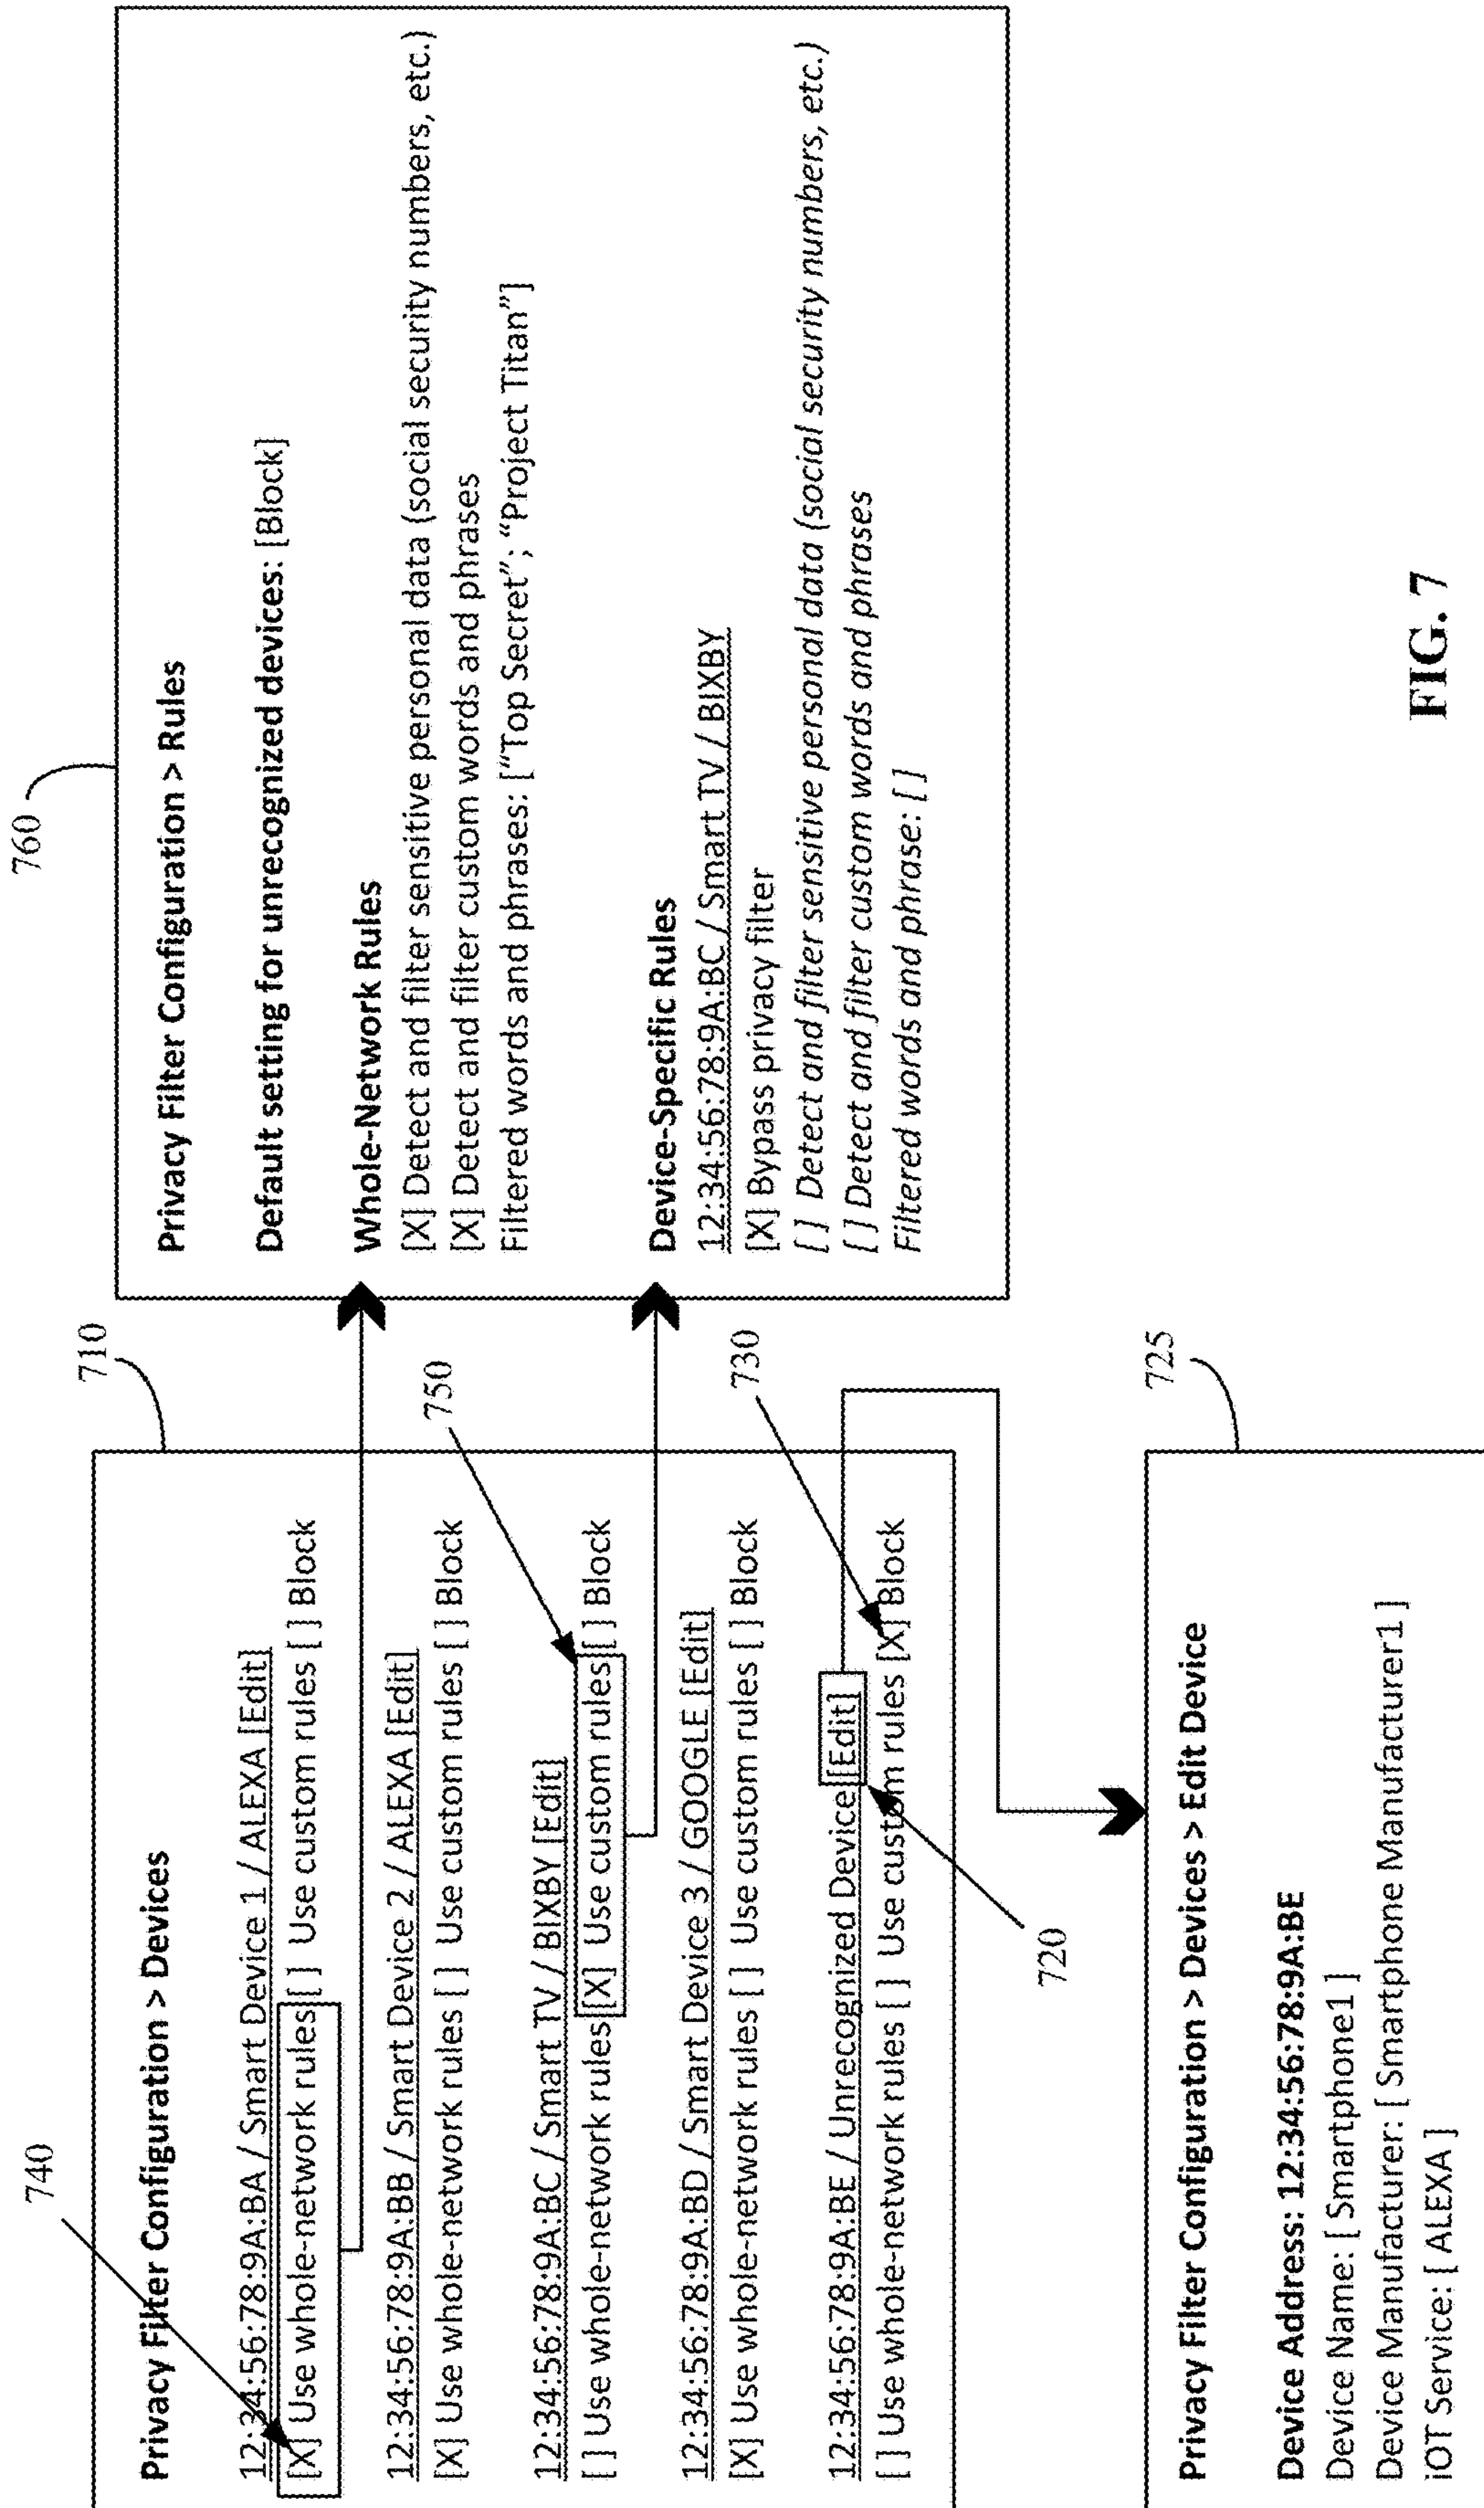 740
710
Privacy Filter Configuration > Devices
12:34:56:78:9A:BA / Smart Device 1 / ALEXA [Edit]
[X] Use whole-network rules [ ] Use custom rules [ ] Block
12:34:56:78:9A:BB / Smart Device 2 / ALEXA [Edit]
[X] Use whole-network rules [ ] Use custom rules [ ] Block
750
12:34:56:78:9A:BC / Smart TV / BIXBY [Edit]
[ ] Use whole-network rules [X] Use custom rules [ ] Block
12:34:56:78:9A:BD / Smart Device 3 / GOOGLE [Edit]
[X] Use whole-network rules [ ] Use custom rules [ ] Block
730
12:34:56:78:9A:BE / Unrecognized Device [Edit]
[ ] Use whole-network rules [ ] Use custom rules [X] Block
720
725
Privacy Filter Configuration > Devices > Edit Device
Device Address: 12:34:56:78:9A:BE
Device Name: [ Smartphone1 ]
Device Manufacturer: [ Smartphone Manufacturer1 ]
iOT Service: [ ALEXA ]
760
Privacy Filter Configuration > Rules
Default setting for unrecognized devices: [Block]
Whole-Network Rules
[X] Detect and filter sensitive personal data (social security numbers, etc.)
[X] Detect and filter custom words and phrases
Filtered words and phrases: [“Top Secret”; “Project Titan”]
Device-Specific Rules
12:34:56:78:9A:BC / Smart TV / BIXBY
[X] Bypass privacy filter
[ ] Detect and filter sensitive personal data (social security numbers, etc.)
[ ] Detect and filter custom words and phrases
Filtered words and phrase: [ ]
FIG. 7